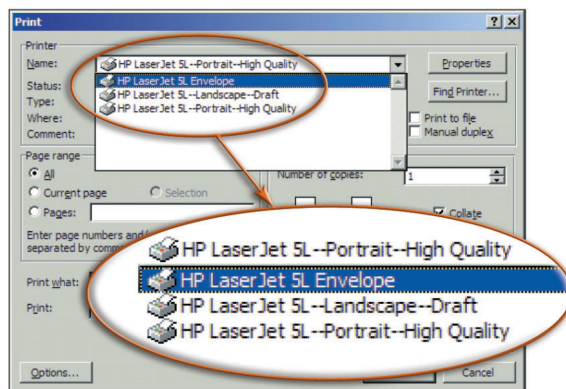 Print
Printer
Name:
HP LaserJet 5L--Portrait--High Quality
Properties
Status:
HP LaserJet 5L Envelope
Type:
HP LaserJet 5L--Landscape--Draft
Find Printer...
Where:
HP LaserJet 5L--Portrait--High Quality
Print to file
Comment:
Manual duplex
Page range
All
Number of copies:
1
Current page
Selection
Pages:
Collate
Enter page numbers
separated by
HP LaserJet 5L--Portrait--High Quality
Print what:
HP LaserJet 5L Envelope
Print:
HP LaserJet 5L--Landscape--Draft
HP LaserJet 5L--Portrait--High Quality
Options...
Cancel